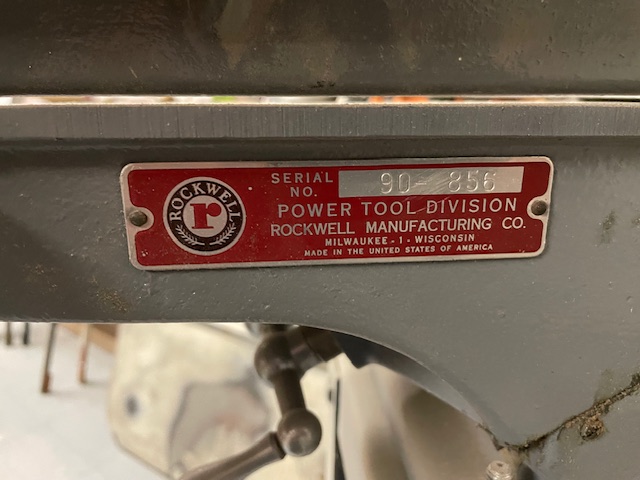 ROCKWELL
r
SERIAL
NO.
90- 856
POWER TOOL DIVISION
ROCKWELL MANUFACTURING CO.
MILWAUKEE - 1 - WISCONSIN
MADE IN THE UNITED STATES OF AMERICA